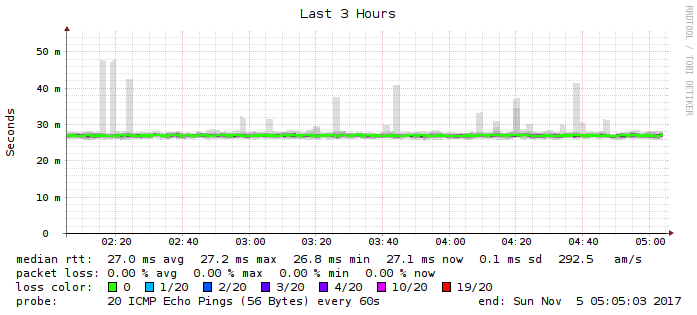 Last 3 Hours
RRDTOOL / TOBI OETIKER
Seconds
50 m
40 m
30 m
20 m
10 m
0
02:20 02:40 03:00 03:20 03:40 04:00 04:20 04:40 05:00
median rtt: 27.0 ms avg 27.2 ms max 26.8 ms min 27.1 ms now 0.1 ms sd 292.5 am/s
packet loss: 0.00 % avg 0.00 % max 0.00 % min 0.00 % now
loss color: 0 1/20 2/20 3/20 4/20 10/20 19/20
probe: 20 ICMP Echo Pings (56 Bytes) every 60s end: Sun Nov 5 05:05:03 2017